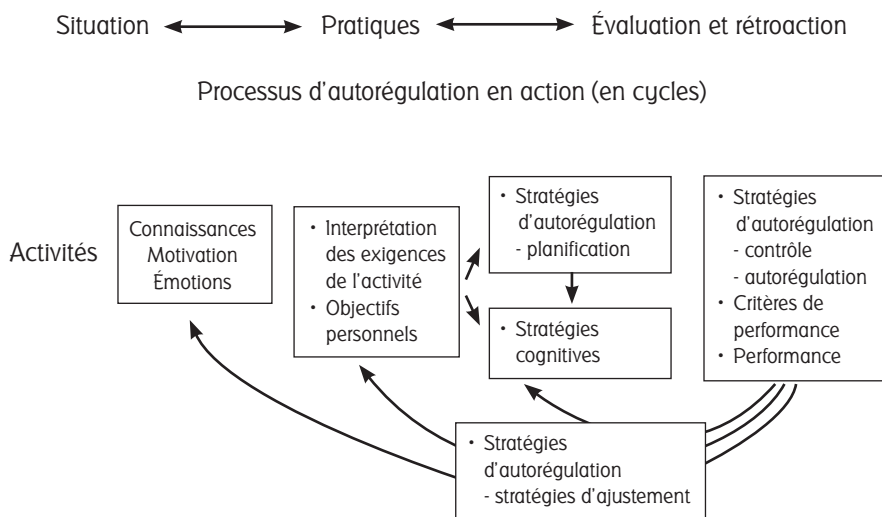 Situation Pratiques Évaluation et rétroaction
Processus d'autorégulation en action (en cycles)
Activités
Connaissances
Motivation
Émotions
• Interprétation
des exigences
de l'activité
• Objectifs
personnels
• Stratégies
d'autorégulation
- planification
• Stratégies
cognitives
• Stratégies
d'autorégulation
- contrôle
- autorégulation
• Critères de
performance
• Performance
• Stratégies
d'autorégulation
- stratégies d'ajustement